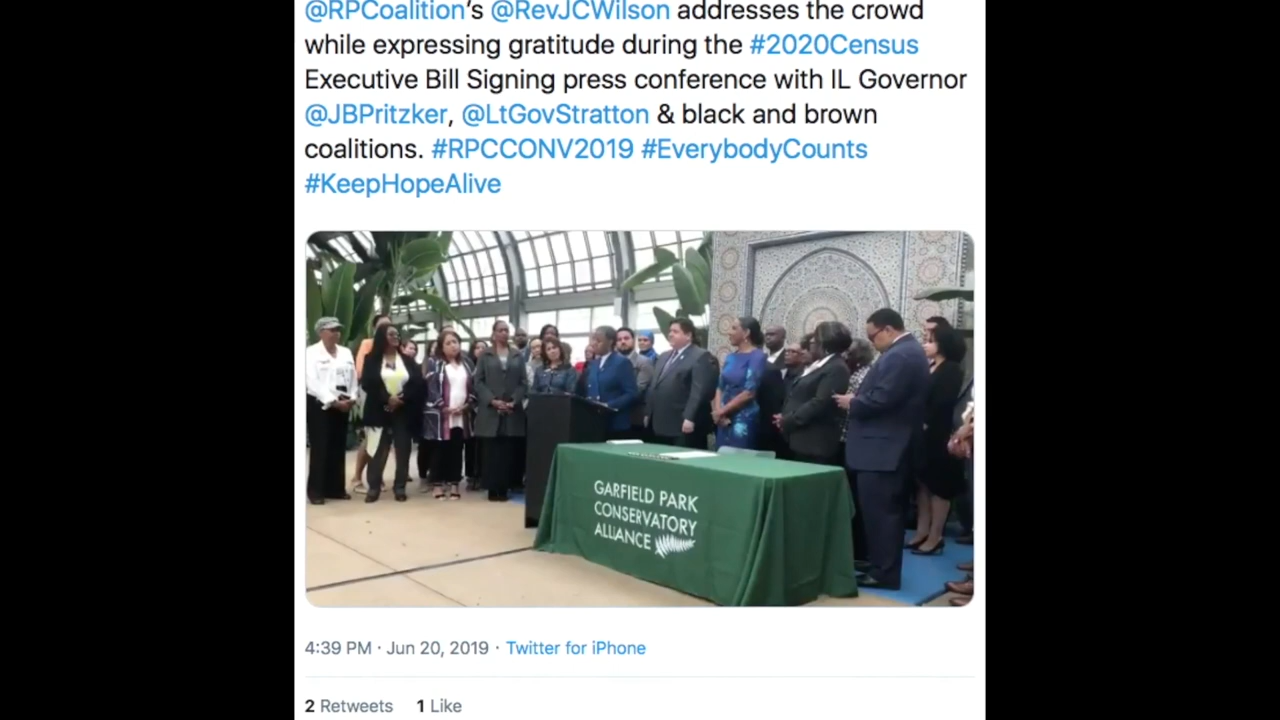 @RPCoalition's @RevJCWilson addresses the crowd
while expressing gratitude during the #2020Census
Executive Bill Signing press conference with IL Governor
@JBPritzker, @LtGovStratton & black and brown
coalitions. #RPCCONV2019 #EverybodyCounts
#KeepHopeAlive
GARFIELD PARK
CONSERVATORY
ALLIANCE
4:39 PM · Jun 20, 2019 · Twitter for iPhone
2 Retweets 1 Like